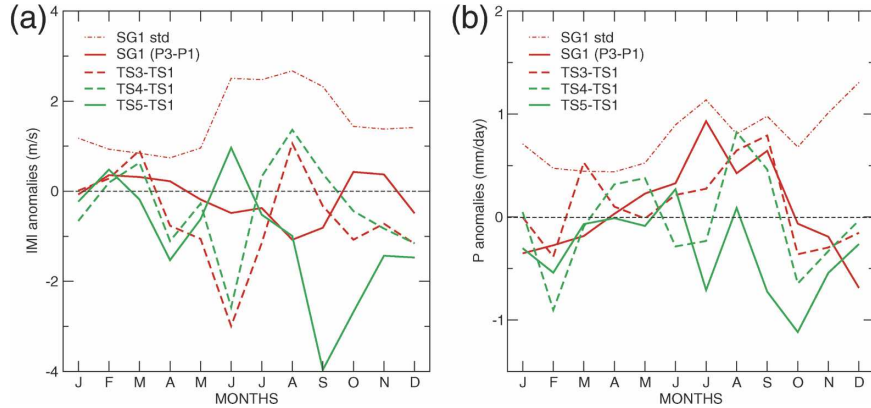 (a)
SG1 std
SG1 (P3-P1)
TS3-TS1
TS4-TS1
TS5-TS1
IMI anomalies (m/s)
4
2
0
-2
-4
J F M A M J J A S O N D
MONTHS
(b)
SG1 std
SG1 (P3-P1)
TS3-TS1
TS4-TS1
TS5-TS1
P anomalies (mm/day)
2
1
0
-1
J F M A M J J A S O N D
MONTHS